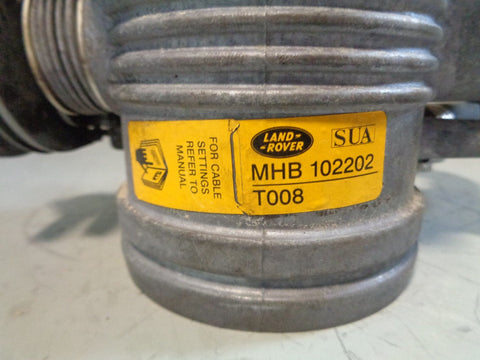 FOR CABLE
SETTINGS
REFER TO
MANUAL
LAND-
-ROVER
SUA
MHB 102202
T008